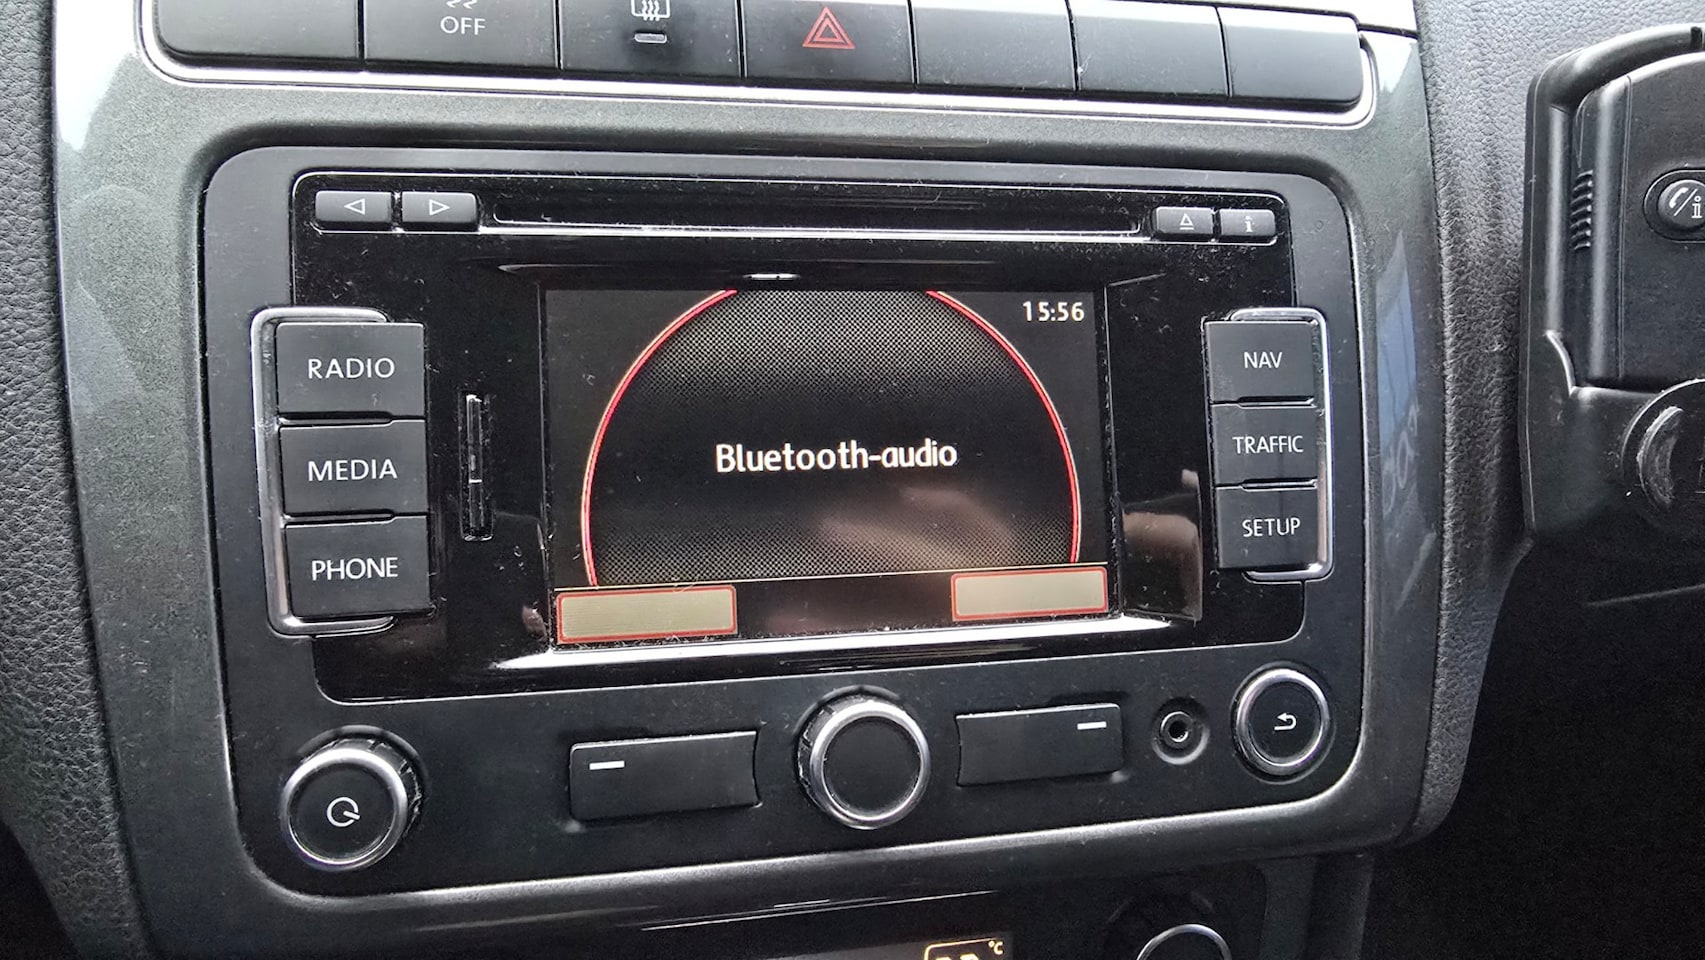 OFF
15:56
RADIO
NAV
MEDIA
Bluetooth-audio
TRAFFIC
PHONE
SETUP
i
i
°C